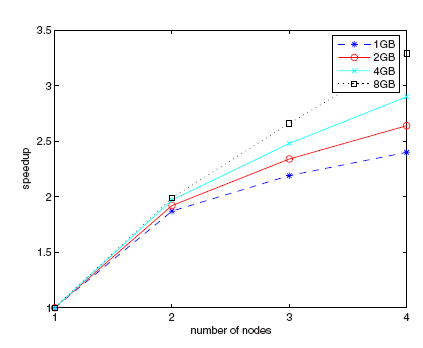 3.5
3
2.5
2
1.5
1
speedup
1 2 3 4
number of nodes
1GB
2GB
4GB
8GB